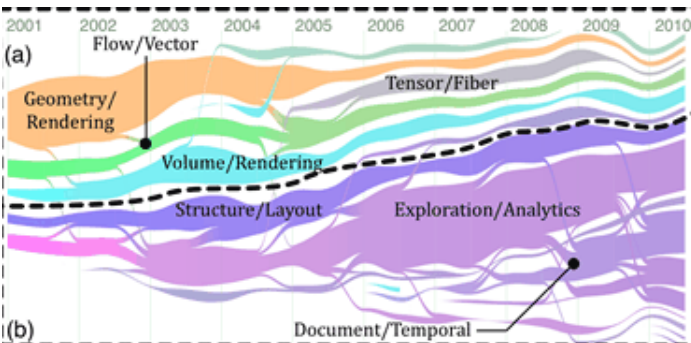 2001 2002 2003 2004 2005 2006 2007 2008 2009 2010
(a)
Flow/Vector
Geometry/
Rendering
Tensor/Fiber
Volume/Rendering
Structure/Layout
Exploration/Analytics
(b)
Document/Temporal